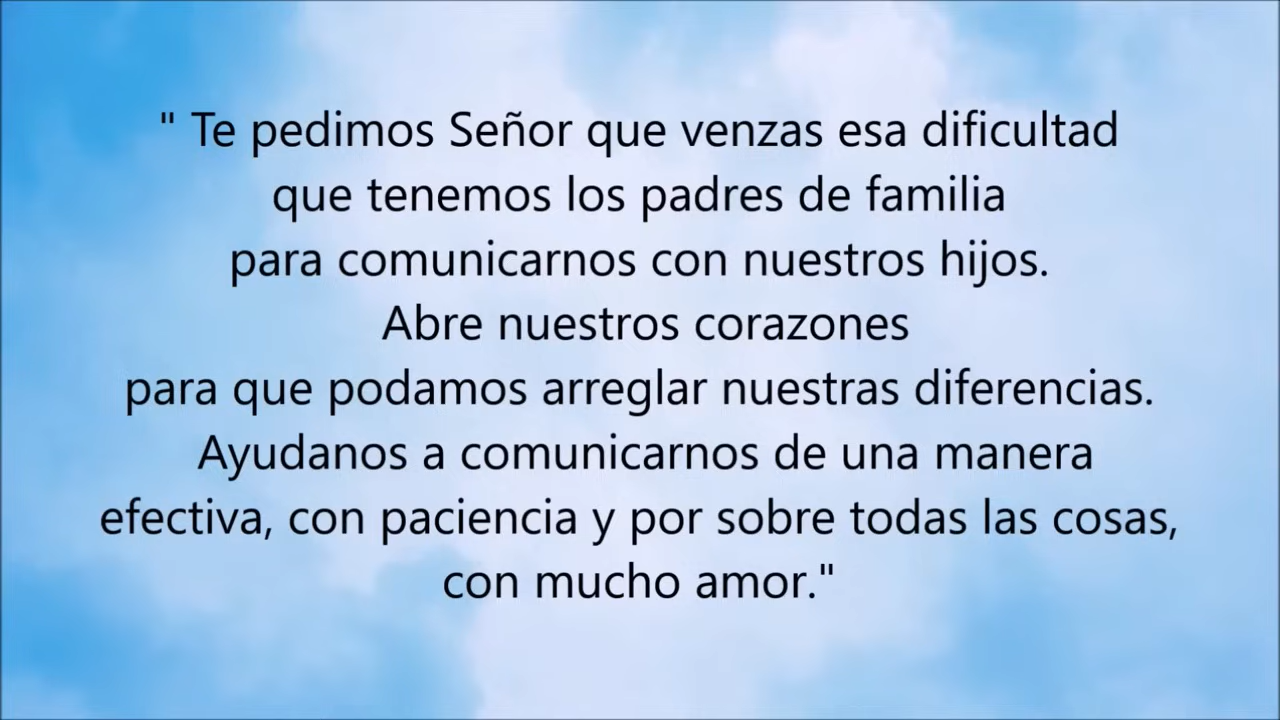 " Te pedimos Señor que venzas esa dificultad
que tenemos los padres de familia
para comunicarnos con nuestros hijos.
Abre nuestros corazones
para que podamos arreglar nuestras diferencias.
Ayudanos a comunicarnos de una manera
efectiva, con paciencia y por sobre todas las cosas,
con mucho amor."